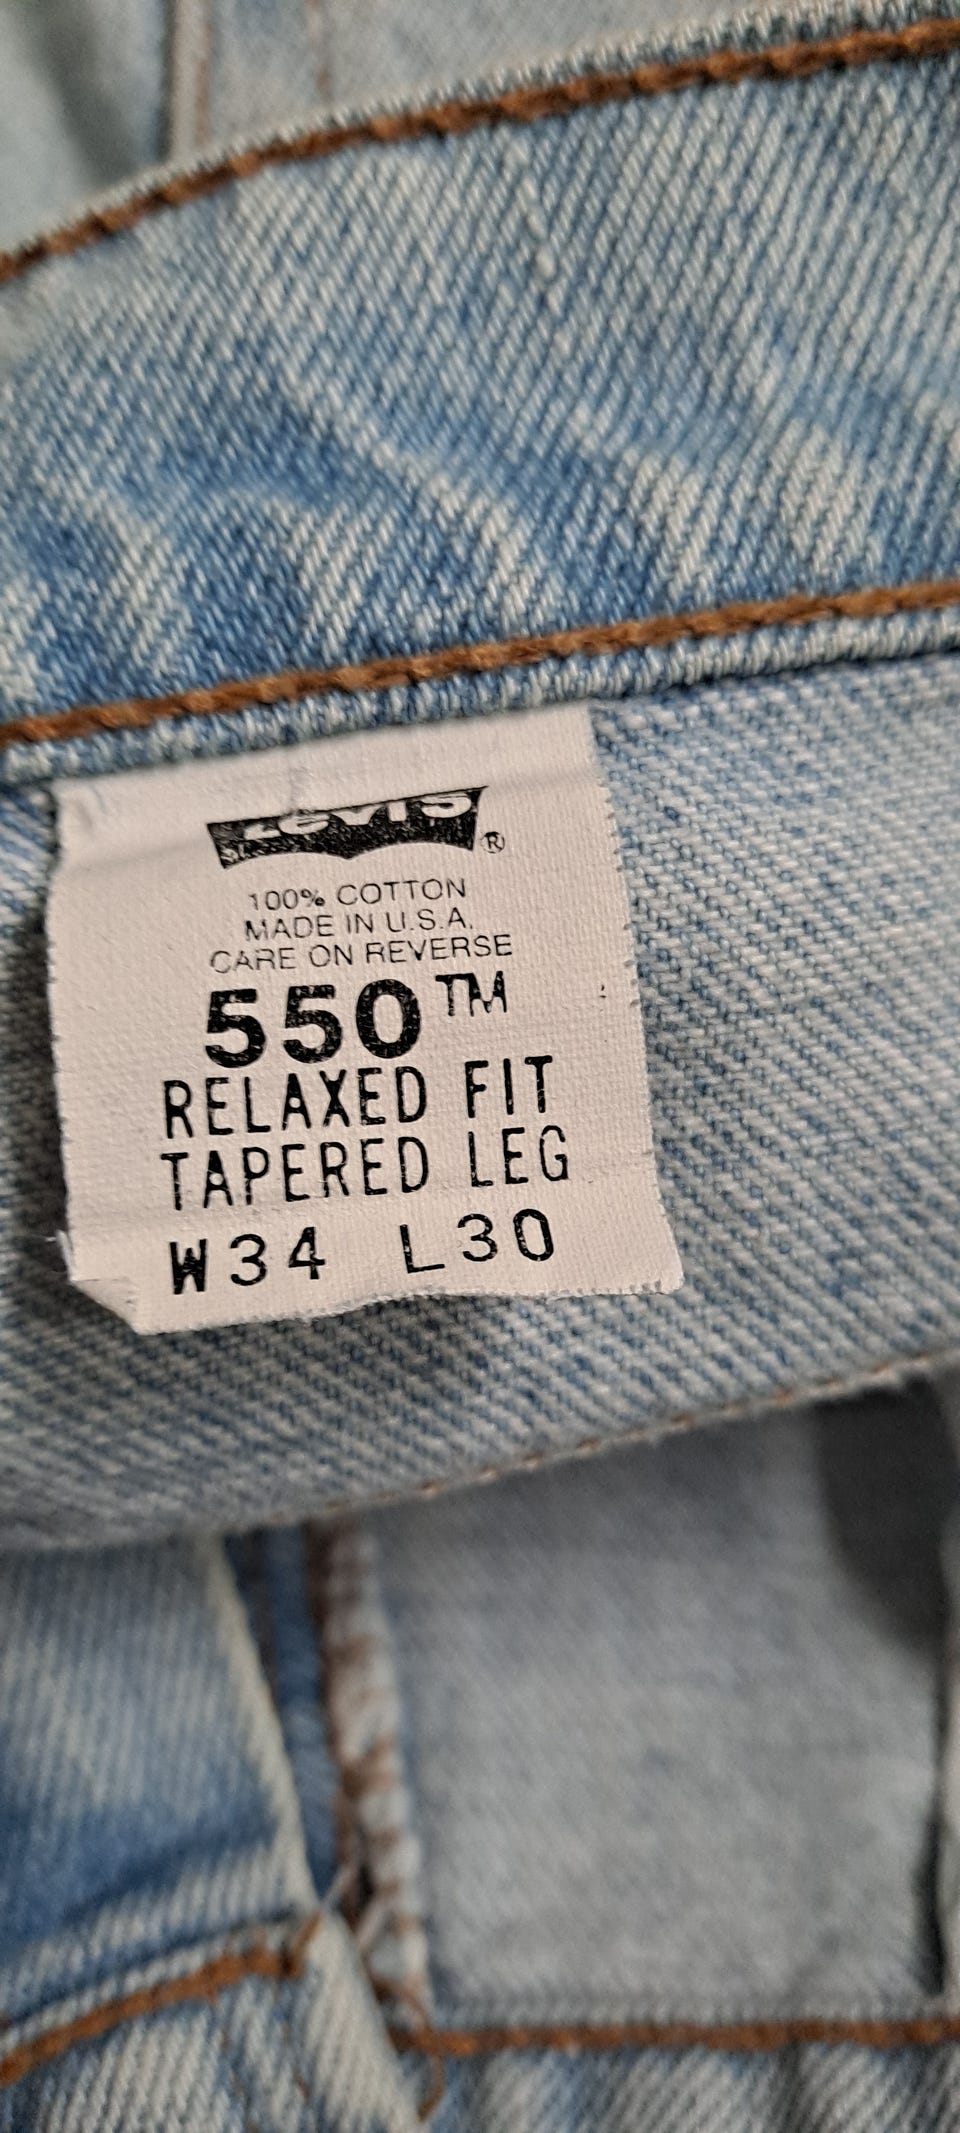 Levi's ®
100% COTTON
MADE IN U.S.A.
CARE ON REVERSE
550™
RELAXED FIT
TAPERED LEG
W34 L30